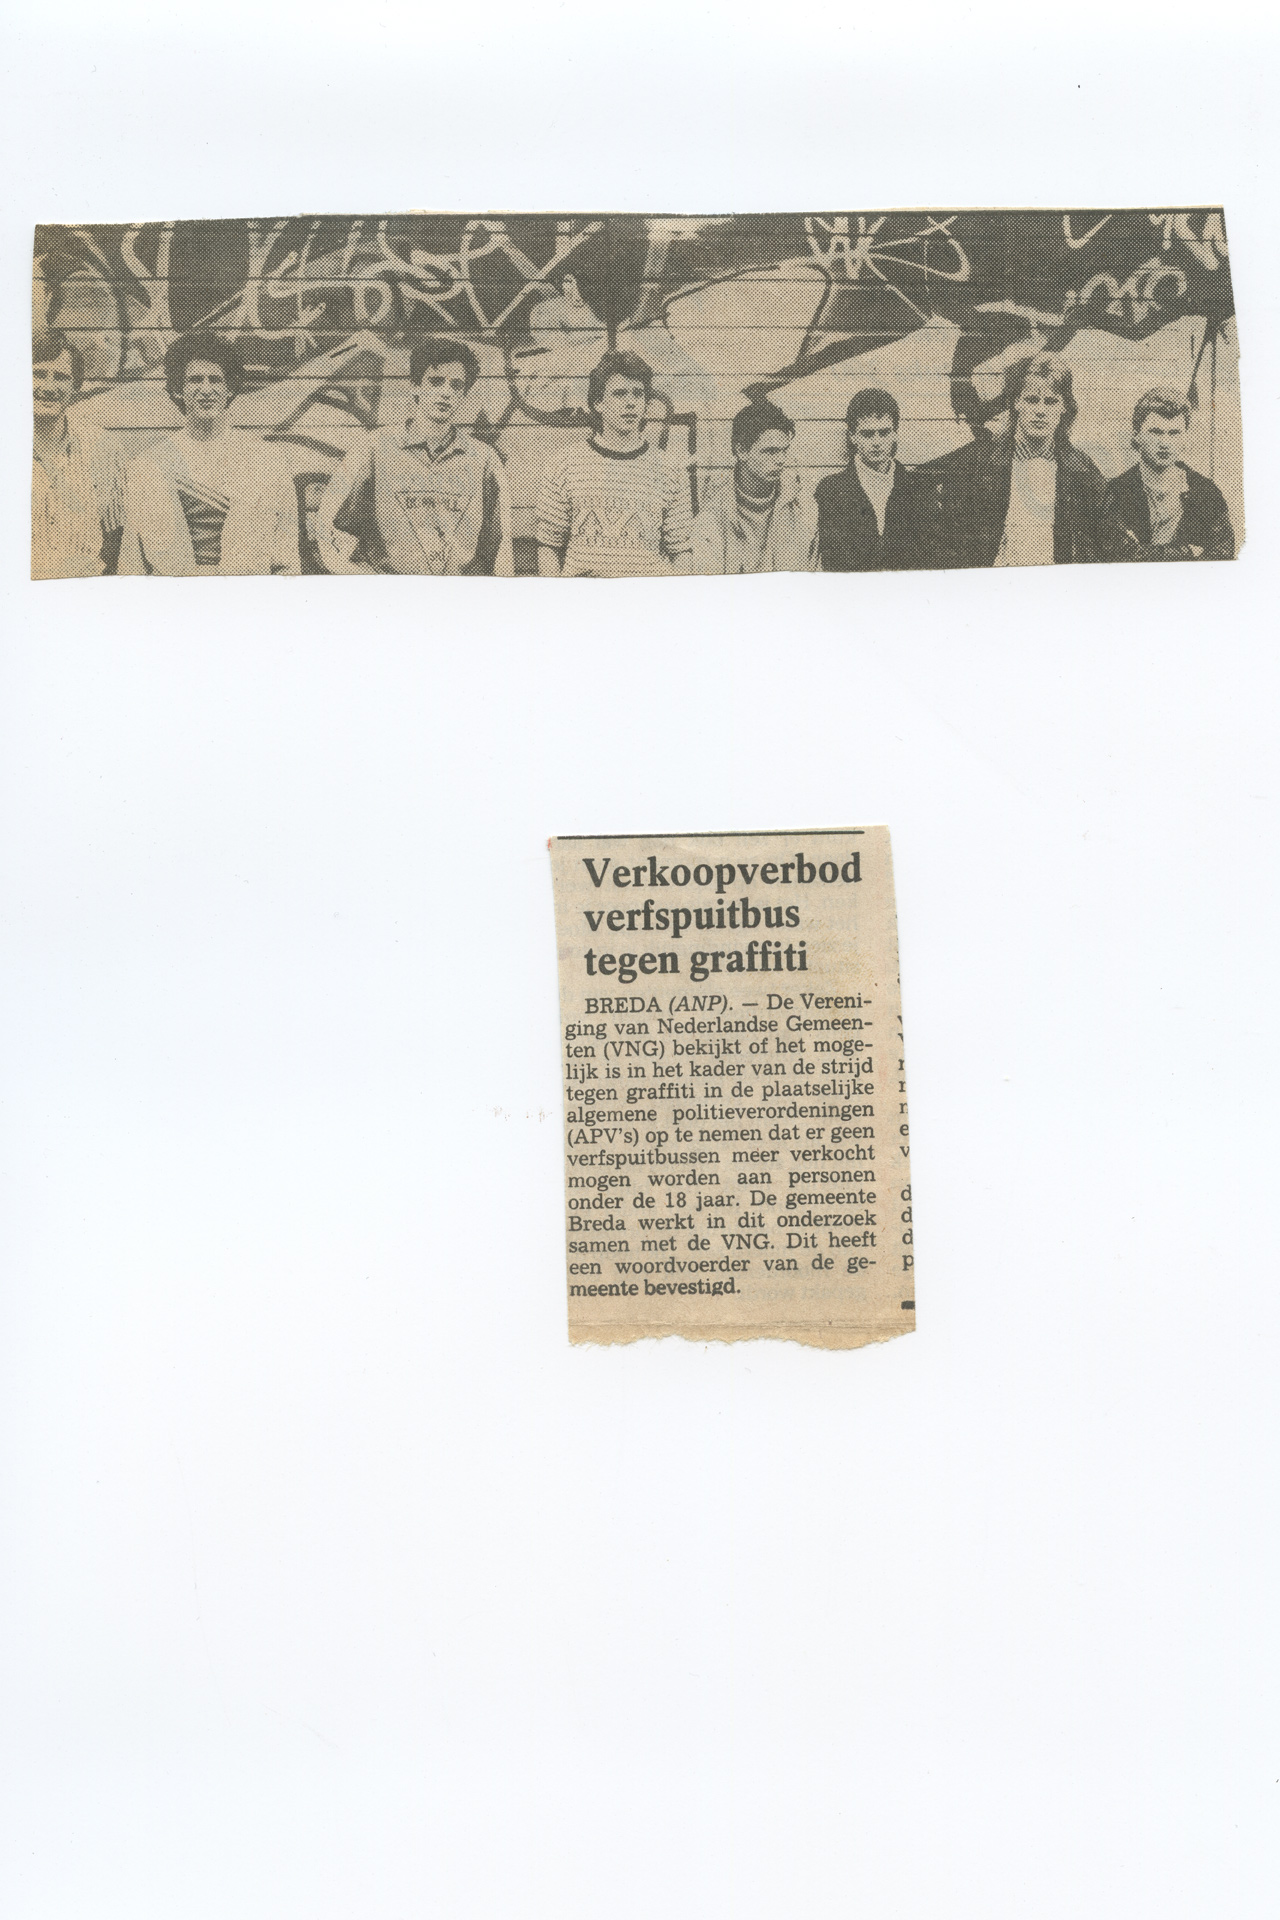 Verkoopverbod
verfspuitbus
tegen graffiti
BREDA (ANP). — De Vereni-
ging van Nederlandse Gemeen-
ten (VNG) bekijkt of het moge-
lijk is in het kader van de strijd
tegen graffiti in de plaatselijke
algemene politieverordeningen
(APV's) op te nemen dat er geen
verfspuitbussen meer verkocht
mogen worden aan personen
onder de 18 jaar. De gemeente
Breda werkt in dit onderzoek
samen met de VNG. Dit heeft
een woordvoerder van de ge-
meente bevestigd.